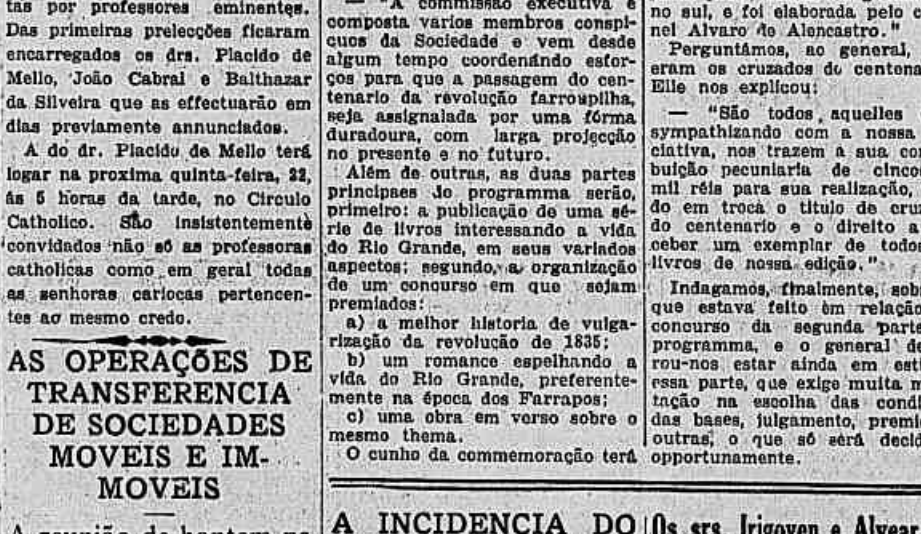 tas por professores eminentes.
Das primeiras prelecções ficaram
encarregados os drs. Placido de
Mello, João Cabral e Balthazar
da Silveira que as effectuarão em
dias previamente annunciados.
A do dr. Placido de Mello terá
logar na proxima quinta-feira, 22,
ás 5 horas da tarde, no Circulo
Catholico. São insistentemente
convidados não só as professoras
catholicas como em geral todas
as senhoras cariocas pertencen-
tes ao mesmo credo.
AS OPERAÇÕES DE
TRANSFERENCIA
DE SOCIEDADES
MOVEIS E IM-
MOVEIS
A reunião de hontem na
— "A commissão executiva é
composta varios membros conspi-
cuos da Sociedade e vem desde
algum tempo coordenando esfor-
ços para que a passagem do cen-
tenario da revolução farroupilha,
seja assignalada por uma fórma
duradoura, com larga projecção
no presente e no futuro.
Além de outras, as duas partes
principaes do programma serão,
primeiro: a publicação de uma sé-
rie de livros interessando a vida
do Rio Grande, em seus variados
aspectos; segundo, a organização
de um concurso em que sejam
premiados:
a) a melhor historia de vulga-
rização da revolução de 1835;
b) um romance espelhando a
vida do Rio Grande, preferente-
mente na época dos Farrapos;
c) uma obra em verso sobre o
mesmo thema.
O cunho da commemoração terá
A INCIDENCIA DO
no sul, e foi elaborada pelo
nel Alvaro de Alencastro."
Perguntámos, ao general,
eram os cruzados do centena
Elle nos explicou:
— "São todos aquelles
sympathizando com a nossa
ciativa, nos trazem a sua con
buição pecuniaria de cinco
mil réis para sua realização,
do em troca o titulo de cru
do centenario e o direito a
ceber um exemplar de todo
livros de nossa edição."
Indagamos, finalmente, sob
que estava feito em relação
concurso da segunda parte
programma, e o general de
rou-nos estar ainda em est
essa parte, que exige muita m
tação na escolha das condi
das bases, julgamento, premi
outras, o que só será decid
opportunamente.
Os srs. Irigoyen e Alvear